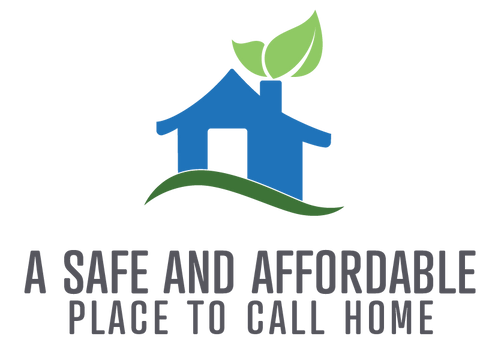 A SAFE AND AFFORDABLE
PLACE TO CALL HOME